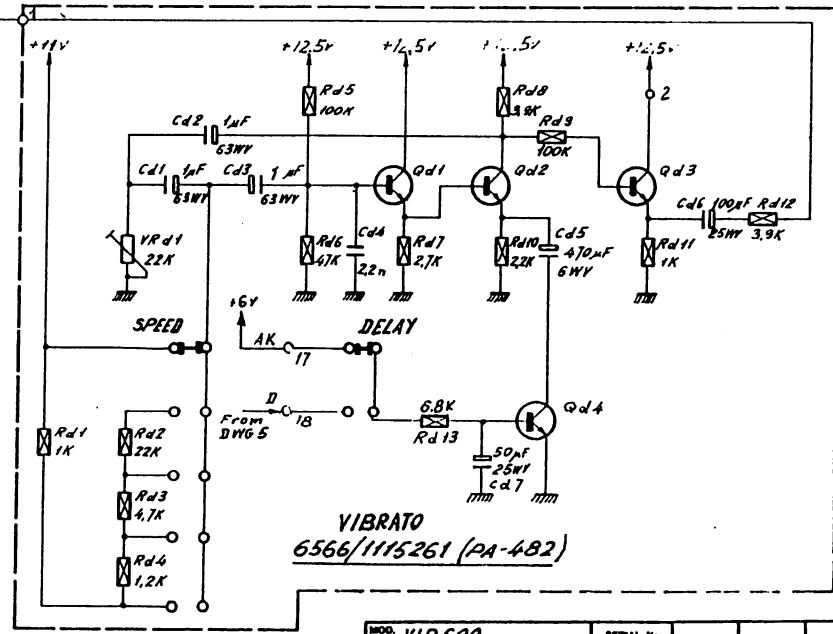 1
+11V
+12,5V
+12,5V
+12,5V
Rd5
100K
Rd8
3,9K
2
Cd2 1µF
63WV
Rd9
100K
Cd1 1µF
63WV
Cd3 1µF
63WV
Qd1
Qd2
Qd3
Cd4
2,2n
VRd1
22K
Rd6
47K
Rd7
2,7K
Rd10
2,2K
Cd5
470µF
6WV
Cd6 100µF
25WV
Rd12
3,9K
Rd11
1K
+6V
SPEED
DELAY
AK
17
Rd1
1K
Rd2
22K
From
DWG5
D
18
6.8K
Rd13
Qd4
50µF
25WV
Cd7
Rd3
4,7K
Rd4
1,2K
VIBRATO
6566/1115261 (PA-482)
MOD.